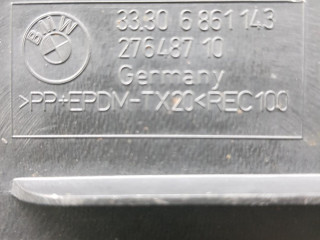 BMW
33.30 6 861 143
276487 10
Germany
>PP+EPDM-TX20<REC100